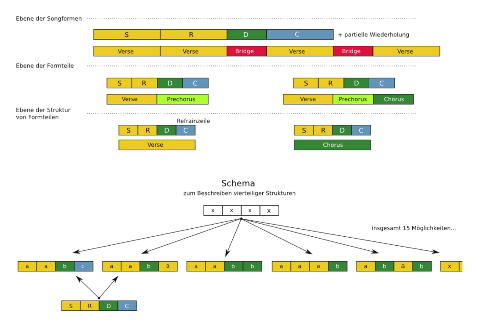 Ebene der Songformen
S R D C + partielle Wiederholung
Verse Verse Bridge Verse Bridge Verse
Ebene der Formteile
S R D C S R D C
Verse Prechorus Verse Prechorus Chorus
Ebene der Struktur
von Formteilen
Refrainzeile
S R D C S R D C
Verse Chorus
Schema
zum Beschreiben vierteiliger Strukturen
x x x x
insgesamt 15 Möglichkeiten...
a a b c a a b a a a b b a a a b a b a b x
S R D C